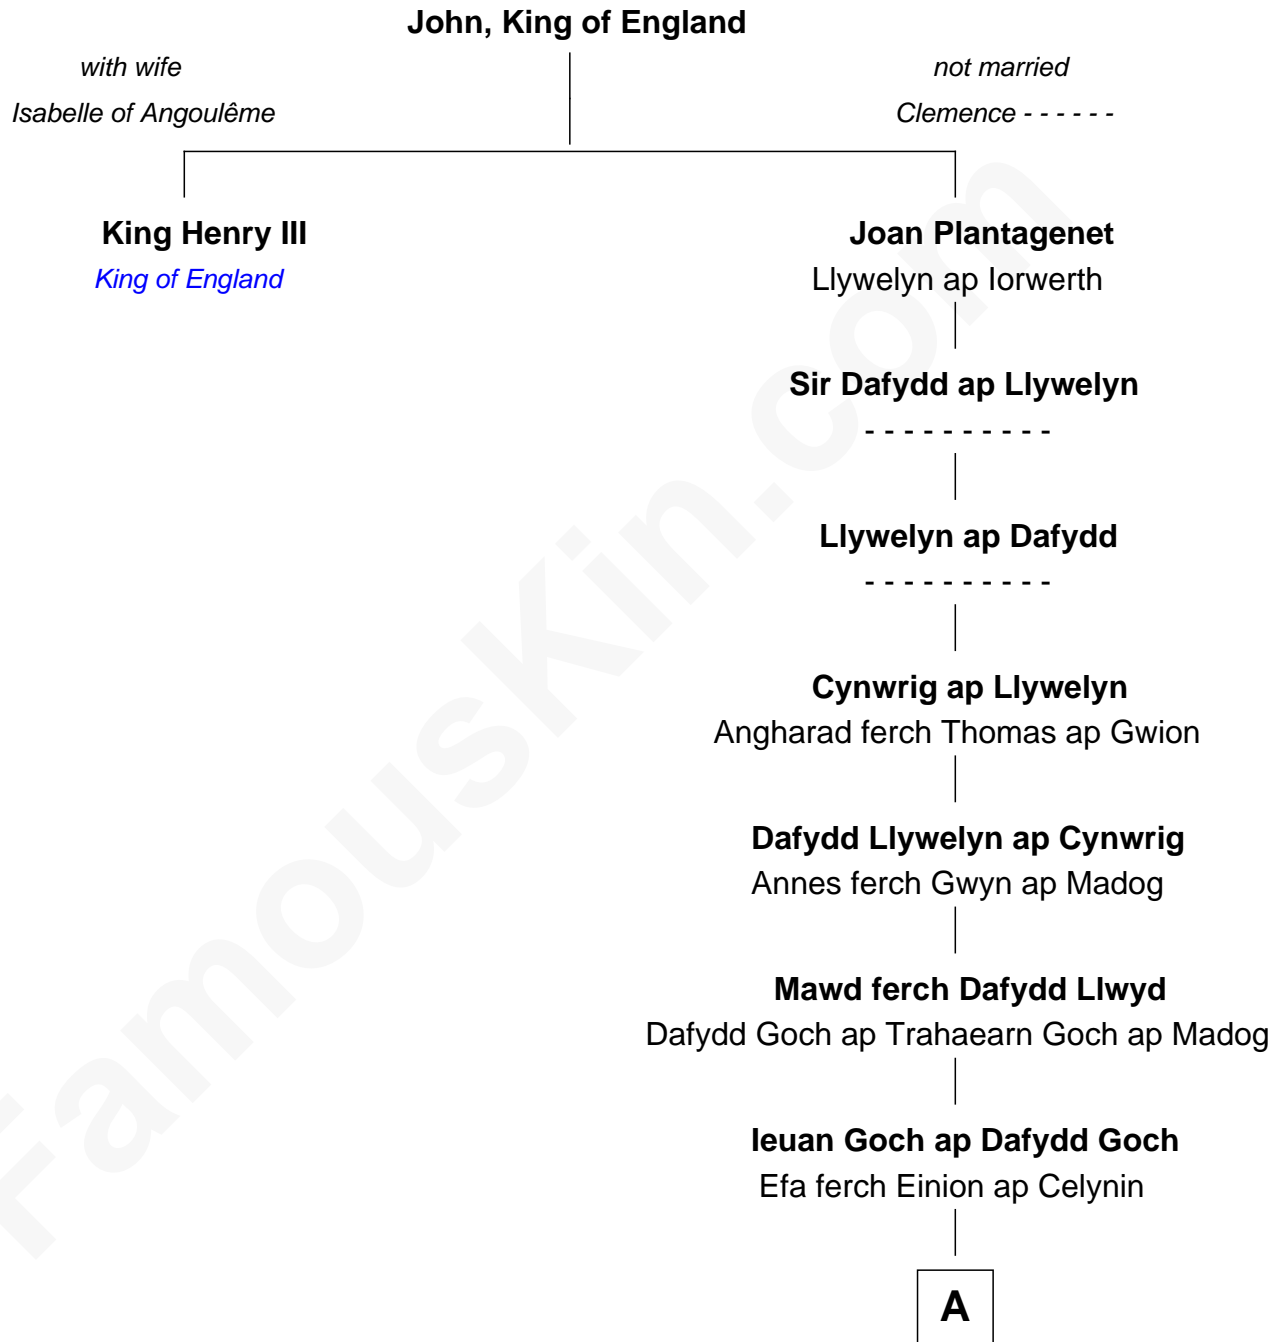 John, King of England
with wife
not married
Isabelle of Angoulême
Clemence - - - - - -
King Henry III
Joan Plantagenet
King of England
Llywelyn ap Iorwerth
Sir Dafydd ap Llywelyn
- - - - - - - - - -
Llywelyn ap Dafydd
- - - - - - - - - -
Cynwrig ap Llywelyn
Angharad ferch Thomas ap Gwion
Dafydd Llywelyn ap Cynwrig
Annes ferch Gwyn ap Madog
Mawd ferch Dafydd Llwyd
Dafydd Goch ap Trahaearn Goch ap Madog
Ieuan Goch ap Dafydd Goch
Efa ferch Einion ap Celynin
A
FamousKin.com